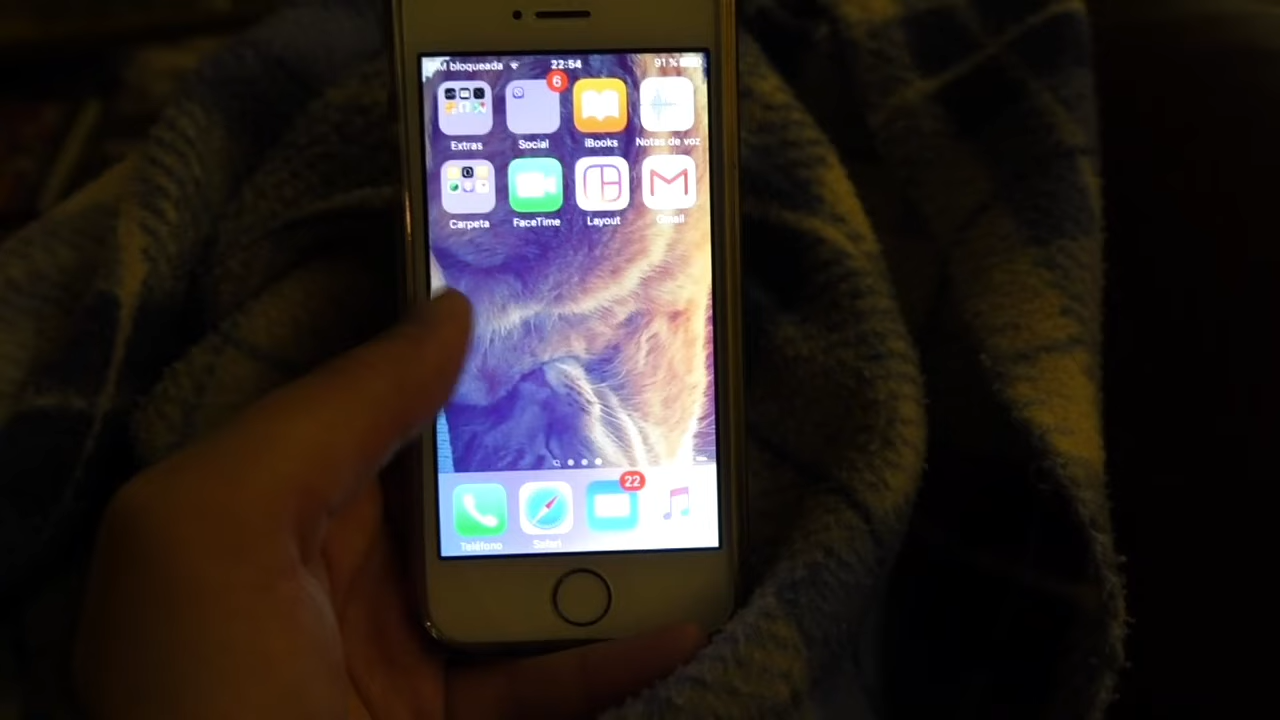 M bloqueada 22:54 91 %
6
Extras Social iBooks Notas de voz
Carpeta FaceTime Layout Gmail
22
Teléfono Safari